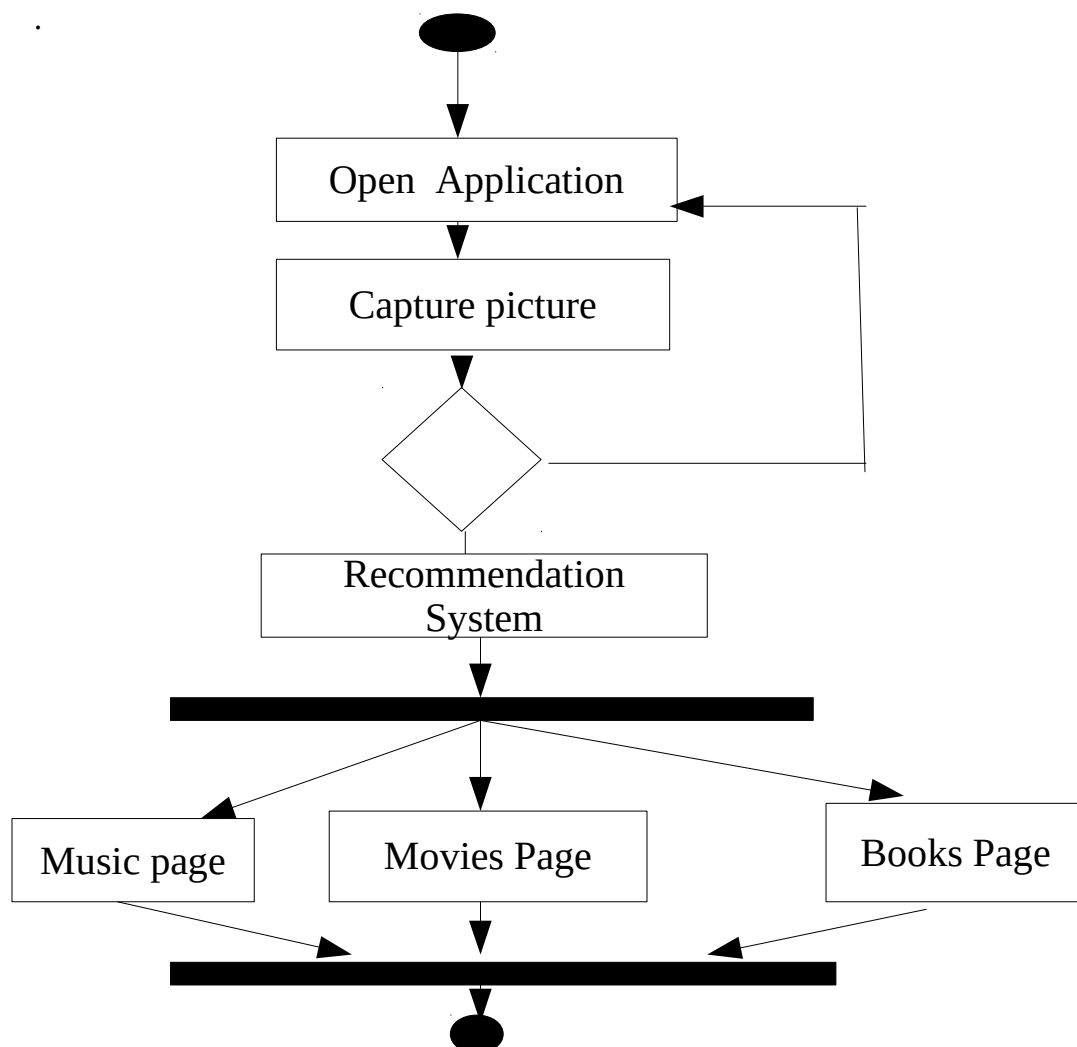 Open Application
Capture picture
Recommendation
System
Music page
Movies Page
Books Page